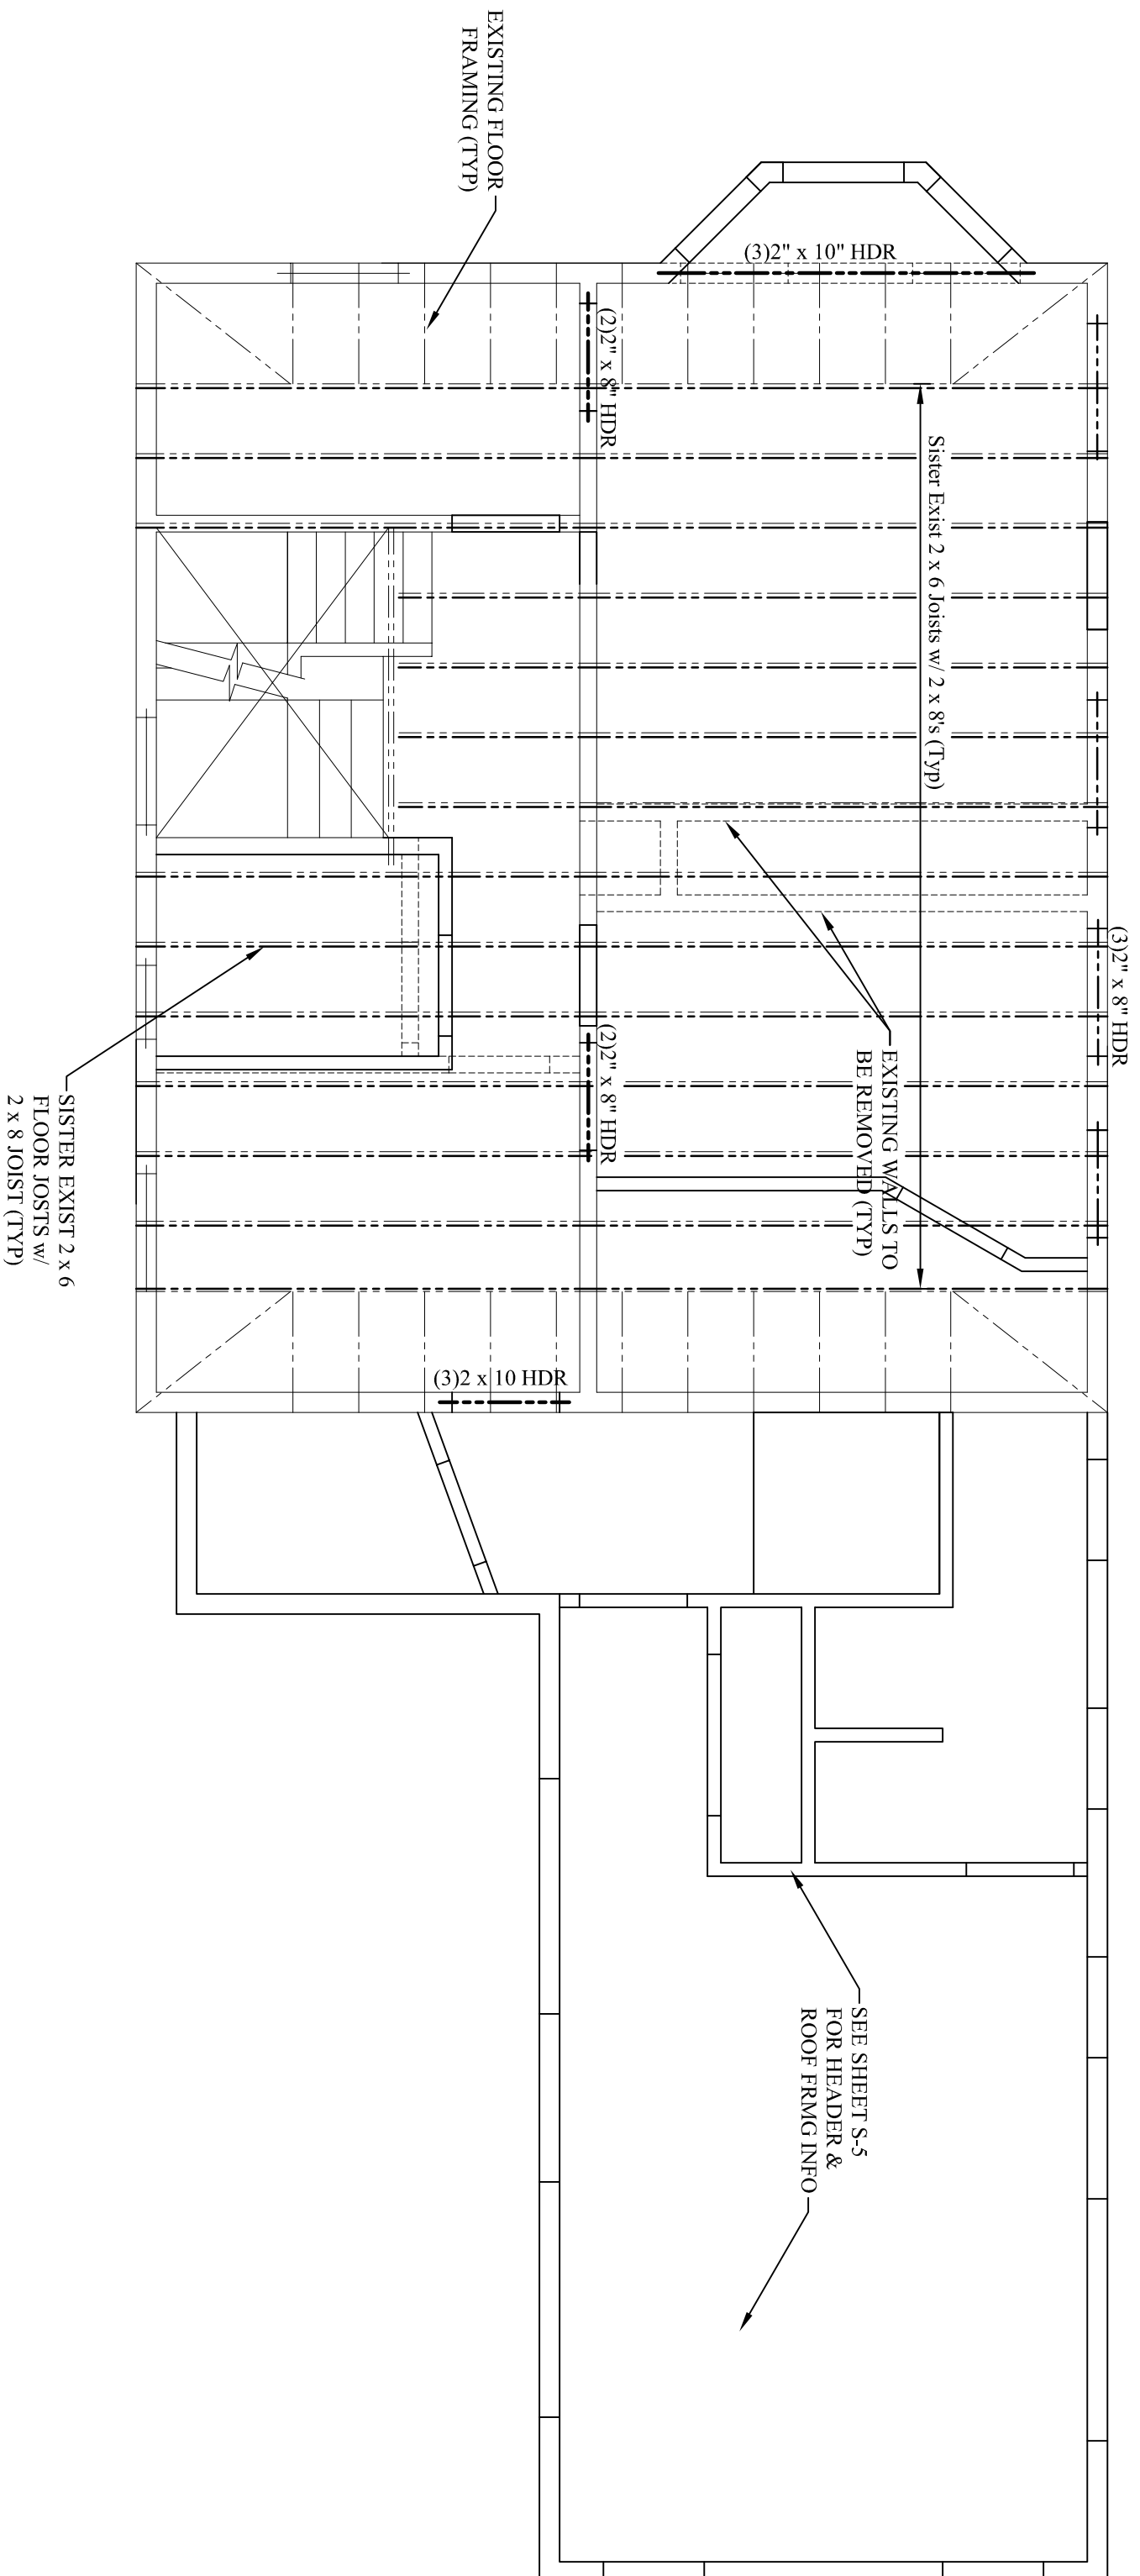 EXISTING FLOOR
FRAMING (TYP)
(3)2" x 10" HDR
(2)2" x 8" HDR
Sister Exist 2 x 6 Joists w/ 2 x 8's (Typ)
(3)2" x 8" HDR
EXISTING WALLS TO
BE REMOVED (TYP)
(2)2" x 8" HDR
SISTER EXIST 2 x 6
FLOOR JOSTS w/
2 x 8 JOIST (TYP)
(3)2 x 10 HDR
SEE SHEET S-5
FOR HEADER &
ROOF FRMG INFO